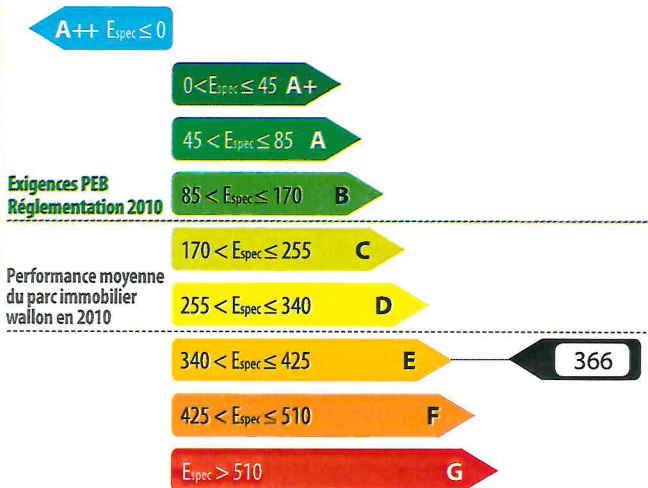 A++ Espec ≤ 0
0<Espec ≤ 45 A+
45 < Espec ≤ 85 A
Exigences PEB
Réglementation 2010
85 < Espec ≤ 170 B
170 < Espec ≤ 255 C
Performance moyenne
du parc immobilier
wallon en 2010
255 < Espec ≤ 340 D
340 < Espec ≤ 425 E
366
425 < Espec ≤ 510 F
Espec > 510 G